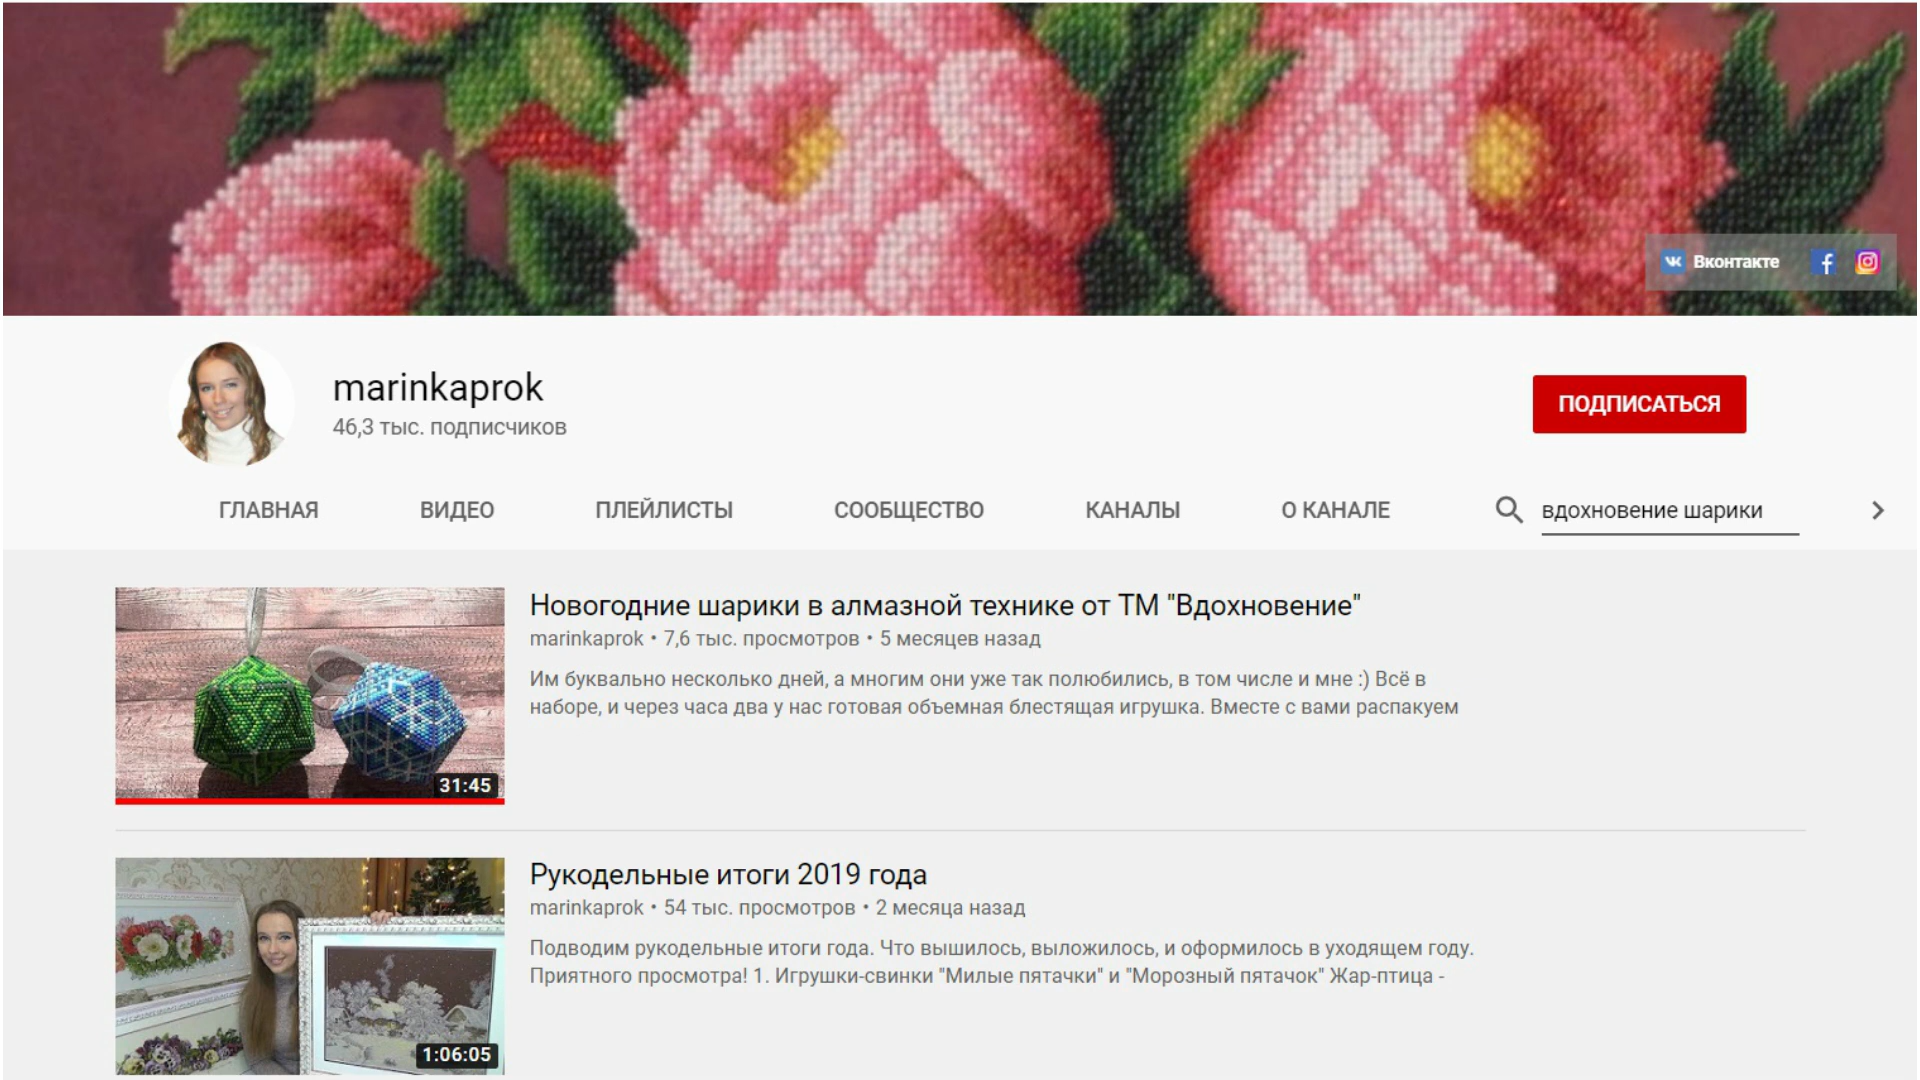 Вконтакте
marinkaprok
46,3 тыс. подписчиков
ПОДПИСАТЬСЯ
ГЛАВНАЯ ВИДЕО ПЛЕЙЛИСТЫ СООБЩЕСТВО КАНАЛЫ О КАНАЛЕ вдохновение шарики
Новогодние шарики в алмазной технике от ТМ "Вдохновение"
marinkaprok • 7,6 тыс. просмотров • 5 месяцев назад
Им буквально несколько дней, а многим они уже так полюбились, в том числе и мне :) Всё в
наборе, и через часа два у нас готовая объемная блестящая игрушка. Вместе с вами распакуем
31:45
Рукодельные итоги 2019 года
marinkaprok • 54 тыс. просмотров • 2 месяца назад
Подводим рукодельные итоги года. Что вышилось, выложилось, и оформилось в уходящем году.
Приятного просмотра! 1. Игрушки-свинки "Милые пятачки" и "Морозный пятачок" Жар-птица -
1:06:05